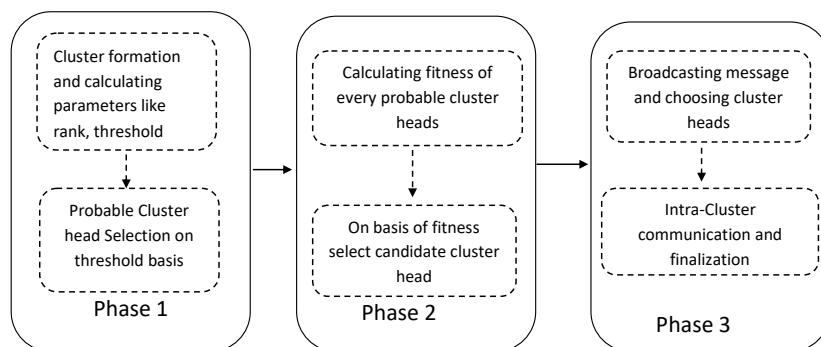 Cluster formation
and calculating
parameters like
rank, threshold
Probable Cluster
head Selection on
threshold basis
Phase 1
Calculating fitness of
every probable cluster
heads
On basis of fitness
select candidate cluster
head
Phase 2
Broadcasting message
and choosing cluster
heads
Intra-Cluster
communication and
finalization
Phase 3